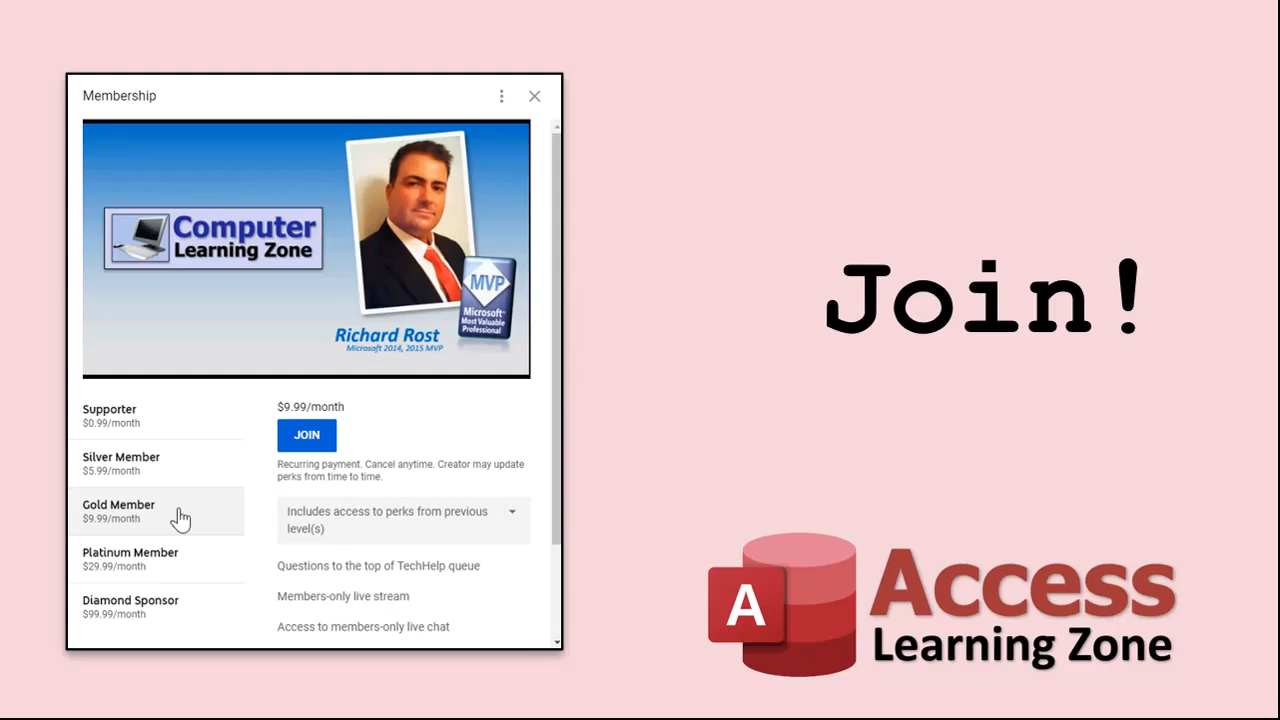 Membership
Computer
Learning Zone
MVP
Microsoft®
Most Valuable
Professional
Richard Rost
Microsoft 2014, 2015 MVP
Supporter
$0.99/month
Silver Member
$5.99/month
Gold Member
$9.99/month
Platinum Member
$29.99/month
Diamond Sponsor
$99.99/month
$9.99/month
JOIN
Recurring payment. Cancel anytime. Creator may update
perks from time to time.
Includes access to perks from previous
level(s)
Questions to the top of TechHelp queue
Members-only live stream
Access to members-only live chat
Join!
A
Access
Learning Zone